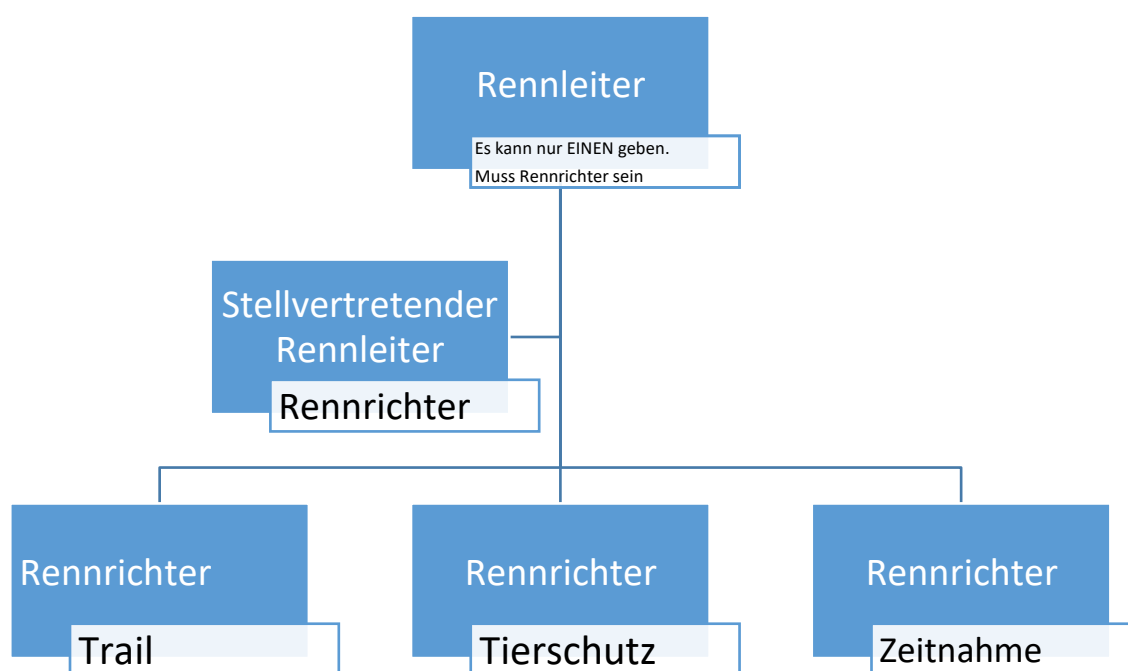 Rennleiter
Es kann nur EINEN geben.
Muss Rennrichter sein
Stellvertretender
Rennleiter
Rennrichter
Rennrichter
Trail
Rennrichter
Tierschutz
Rennrichter
Zeitnahme